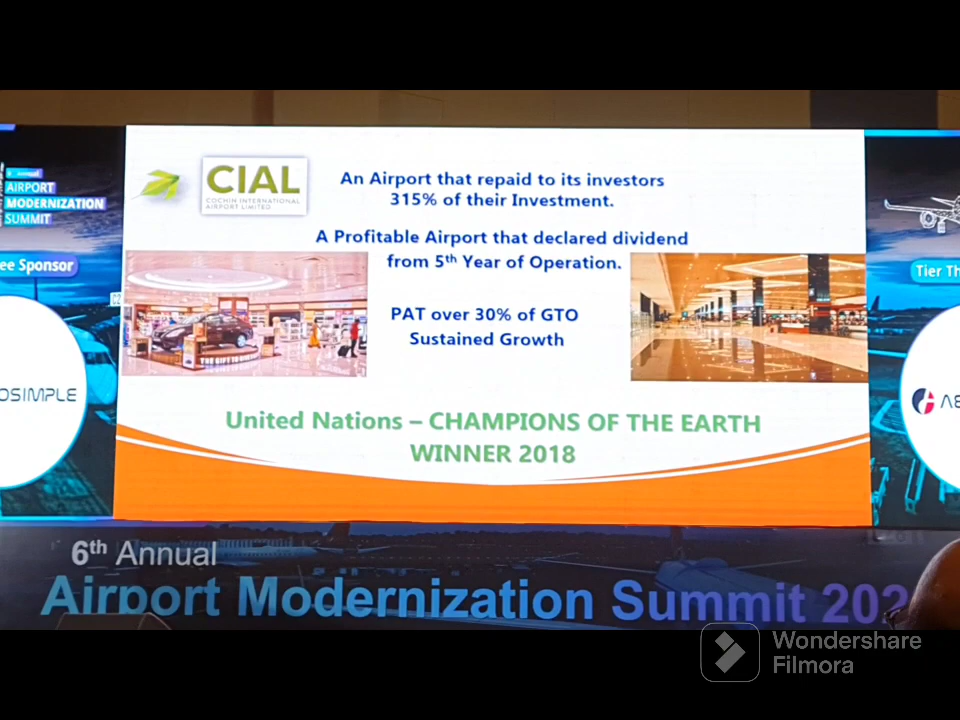 AIRPORT
MODERNIZATION
SUMMIT
Sponsor
OSIMPLE
CIAL
COCHIN INTERNATIONAL
AIRPORT LIMITED
An Airport that repaid to its investors
315% of their Investment.
A Profitable Airport that declared dividend
from 5th Year of Operation.
PAT over 30% of GTO
Sustained Growth
United Nations – CHAMPIONS OF THE EARTH
WINNER 2018
Tier Th
6th Annual
Airport Modernization Summit 202
Wondershare
Filmora